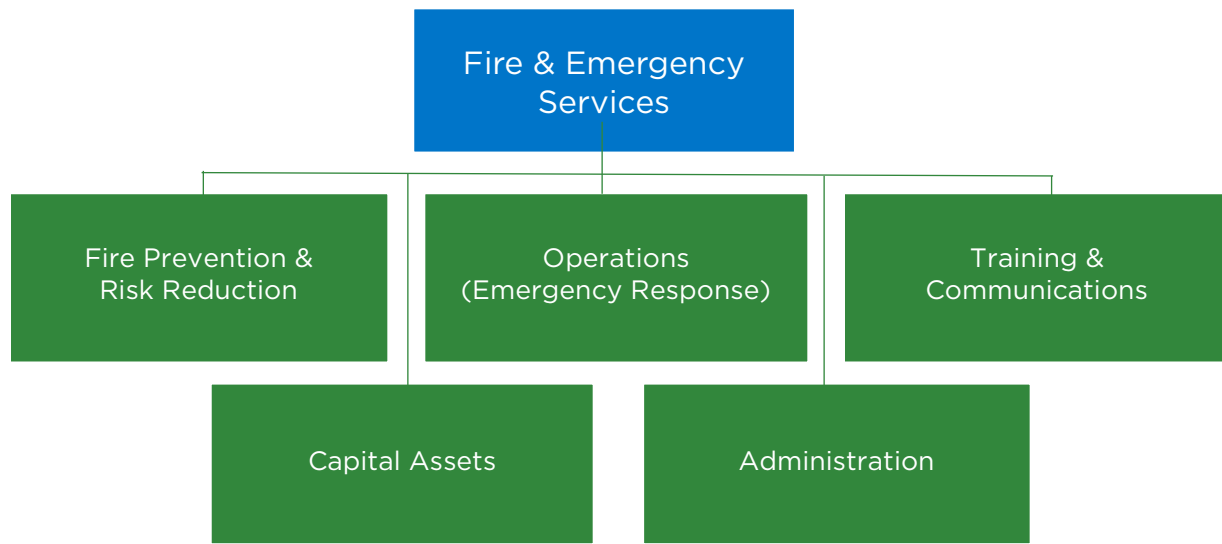 Fire & Emergency
Services
Fire Prevention &
Risk Reduction
Operations
(Emergency Response)
Training &
Communications
Capital Assets
Administration